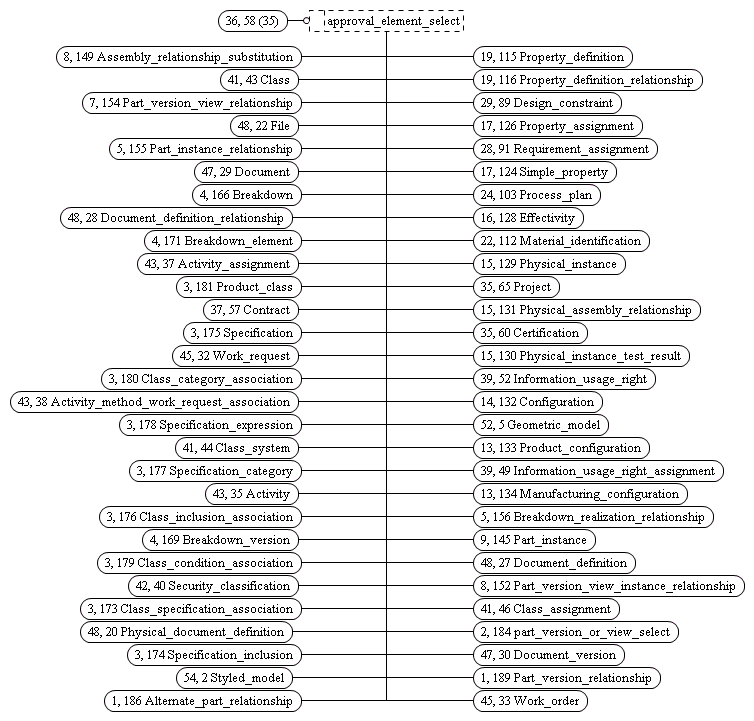 36, 58 (35) approval_element_select
8, 149 Assembly_relationship_substitution 19, 115 Property_definition
41, 43 Class 19, 116 Property_definition_relationship
7, 154 Part_version_view_relationship 29, 89 Design_constraint
48, 22 File 17, 126 Property_assignment
5, 155 Part_instance_relationship 28, 91 Requirement_assignment
47, 29 Document 17, 124 Simple_property
4, 166 Breakdown 24, 103 Process_plan
48, 28 Document_definition_relationship 16, 128 Effectivity
4, 171 Breakdown_element 22, 112 Material_identification
43, 37 Activity_assignment 15, 129 Physical_instance
3, 181 Product_class 35, 65 Project
37, 57 Contract 15, 131 Physical_assembly_relationship
3, 175 Specification 35, 60 Certification
45, 32 Work_request 15, 130 Physical_instance_test_result
3, 180 Class_category_association 39, 52 Information_usage_right
43, 38 Activity_method_work_request_association 14, 132 Configuration
3, 178 Specification_expression 52, 5 Geometric_model
41, 44 Class_system 13, 133 Product_configuration
3, 177 Specification_category 39, 49 Information_usage_right_assignment
43, 35 Activity 13, 134 Manufacturing_configuration
3, 176 Class_inclusion_association 5, 156 Breakdown_realization_relationship
4, 169 Breakdown_version 9, 145 Part_instance
3, 179 Class_condition_association 48, 27 Document_definition
42, 40 Security_classification 8, 152 Part_version_view_instance_relationship
3, 173 Class_specification_association 41, 46 Class_assignment
48, 20 Physical_document_definition 2, 184 part_version_or_view_select
3, 174 Specification_inclusion 47, 30 Document_version
54, 2 Styled_model 1, 189 Part_version_relationship
1, 186 Alternate_part_relationship 45, 33 Work_order